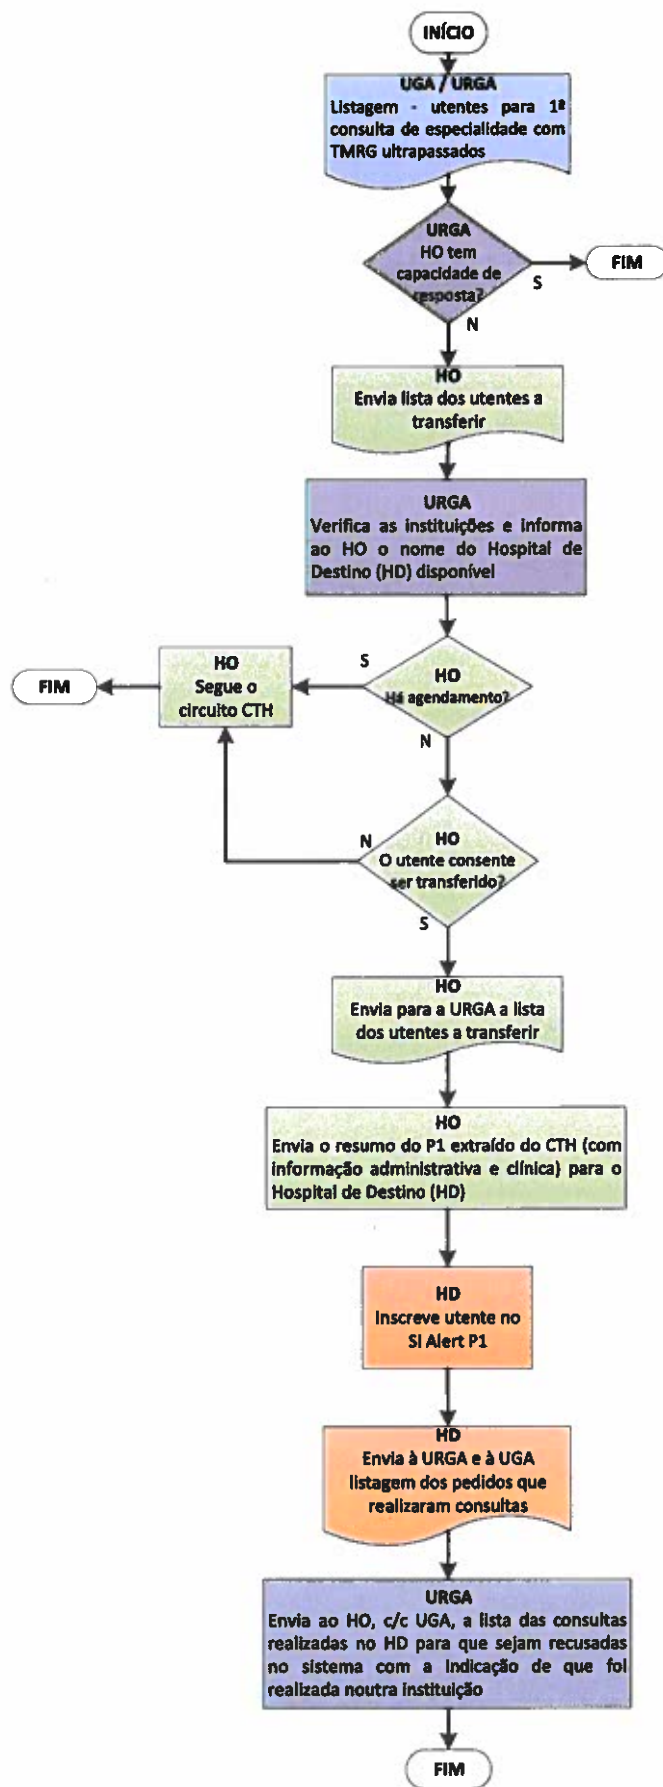 INÍCIO
UGA / URGA
Listagem - utentes para 1ª
consulta de especialidade com
TMRG ultrapassados
URGA
HO tem
capacidade de
resposta?
S
FIM
N
HO
Envia lista dos utentes a
transferir
URGA
Verifica as instituições e informa
ao HO o nome do Hospital de
Destino (HD) disponível
HO
Há agendamento?
S
HO
Segue o
circuito CTH
FIM
N
HO
O utente consente
ser transferido?
N
S
HO
Envia para a URGA a lista
dos utentes a transferir
HO
Envia o resumo do P1 extraído do CTH (com
informação administrativa e clínica) para o
Hospital de Destino (HD)
HD
Inscreve utente no
SI Alert P1
HD
Envia à URGA e à UGA
listagem dos pedidos que
realizaram consultas
URGA
Envia ao HO, c/c UGA, a lista das consultas
realizadas no HD para que sejam recusadas
no sistema com a indicação de que foi
realizada noutra instituição
FIM